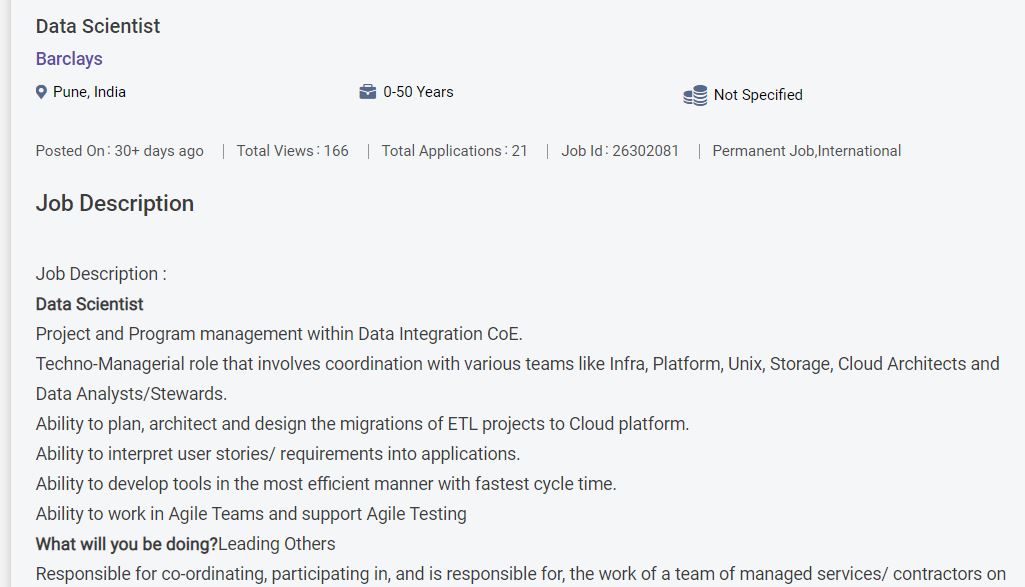 Data Scientist
Barclays
Pune, India
0-50 Years
Not Specified
Posted On : 30+ days ago | Total Views : 166 | Total Applications : 21 | Job Id : 26302081 | Permanent Job,International
Job Description
Job Description :
Data Scientist
Project and Program management within Data Integration CoE.
Techno-Managerial role that involves coordination with various teams like Infra, Platform, Unix, Storage, Cloud Architects and
Data Analysts/Stewards.
Ability to plan, architect and design the migrations of ETL projects to Cloud platform.
Ability to interpret user stories/ requirements into applications.
Ability to develop tools in the most efficient manner with fastest cycle time.
Ability to work in Agile Teams and support Agile Testing
What will you be doing?Leading Others
Responsible for co-ordinating, participating in, and is responsible for, the work of a team of managed services/ contractors on